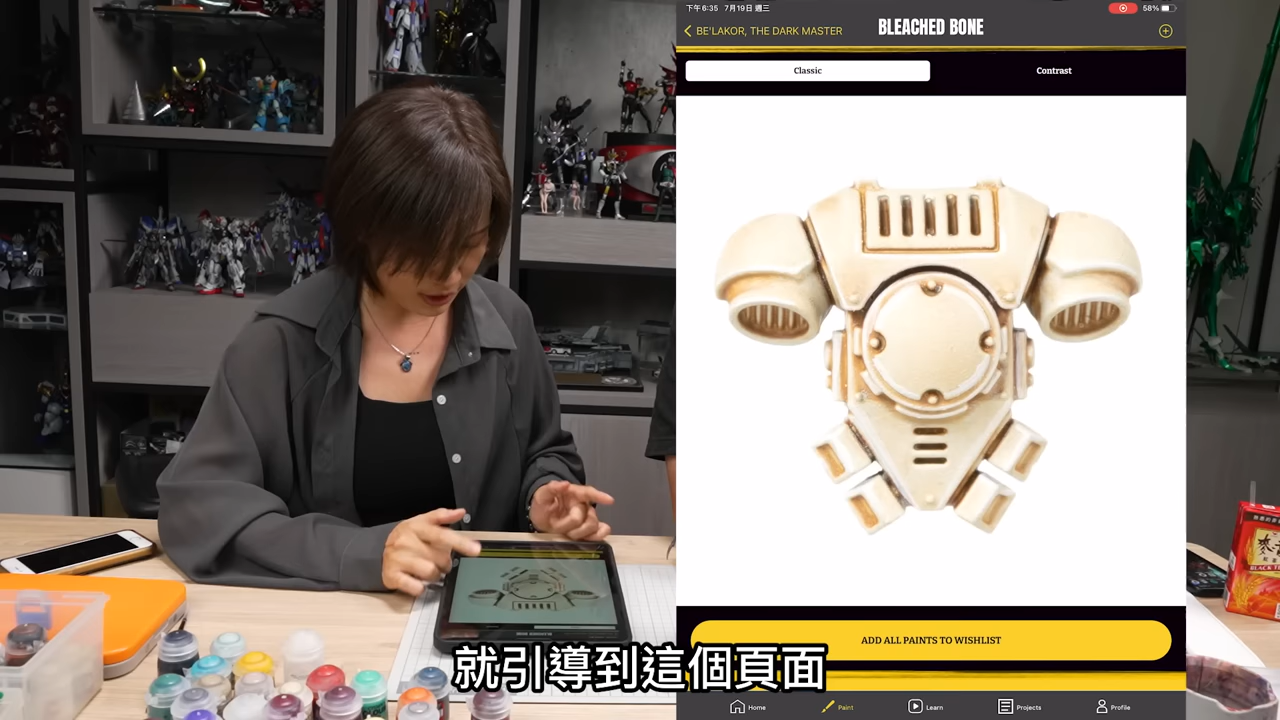 下午6:35 7月19日 週三
58%
BE'LAKOR, THE DARK MASTER
BLEACHED BONE
Classic
Contrast
ADD ALL PAINTS TO WISHLIST
Home
Paint
Learn
Projects
Profile
BLACK TEA
就引導到這個頁面